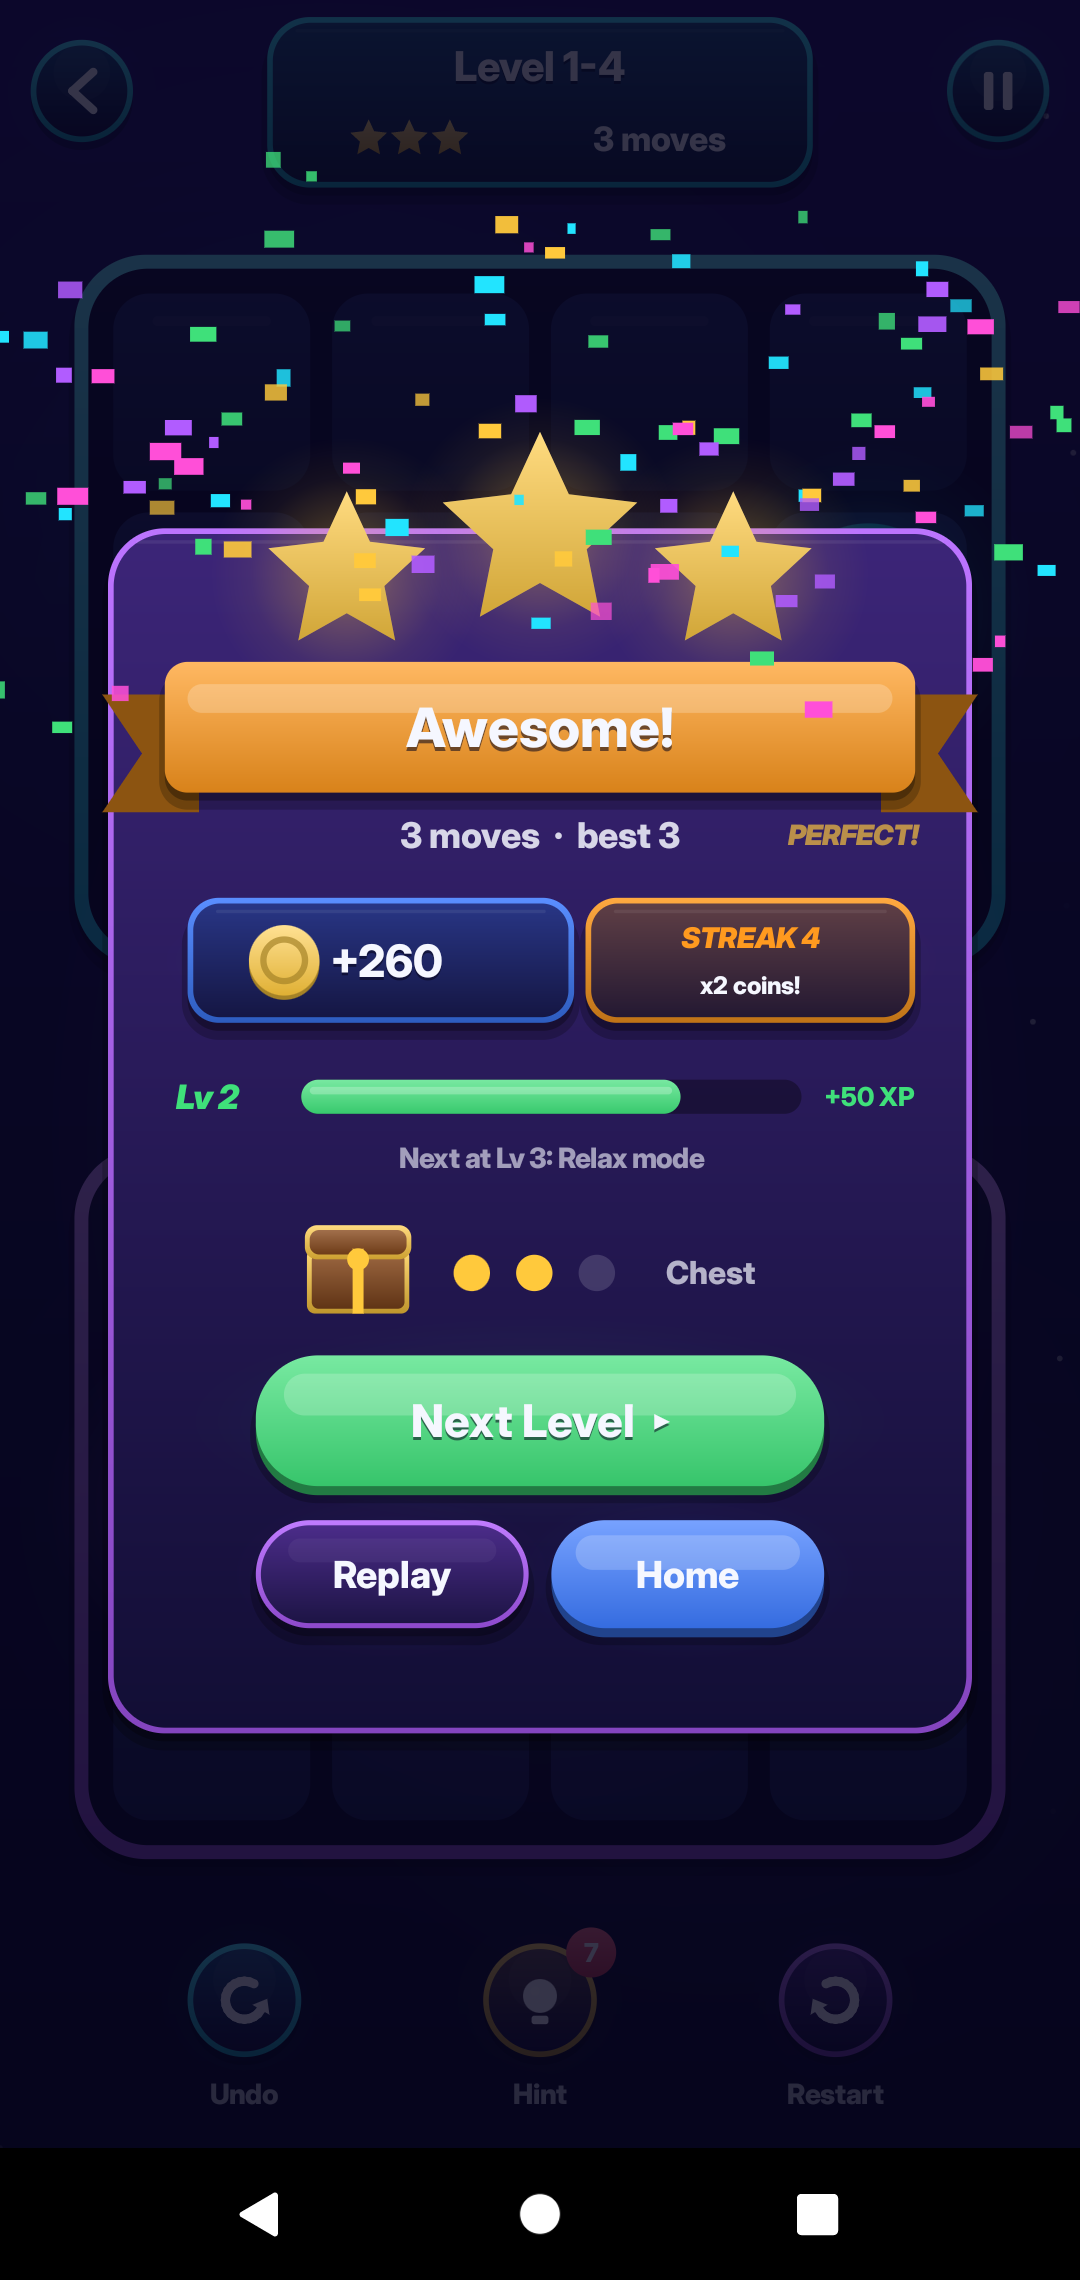 Level 1-4
3 moves
Awesome!
3 moves · best 3
PERFECT!
+260
STREAK 4
x2 coins!
Lv 2
+50 XP
Next at Lv 3: Relax mode
Chest
Next Level ▸
Replay
Home
7
Undo
Hint
Restart